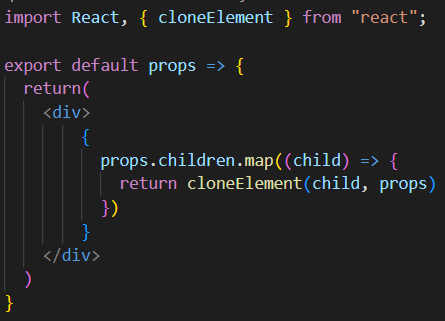 import React, { cloneElement } from "react";
export default props => {
return(
<div>
{
props.children.map((child) => {
return cloneElement(child, props)
})
}
</div>
)
}